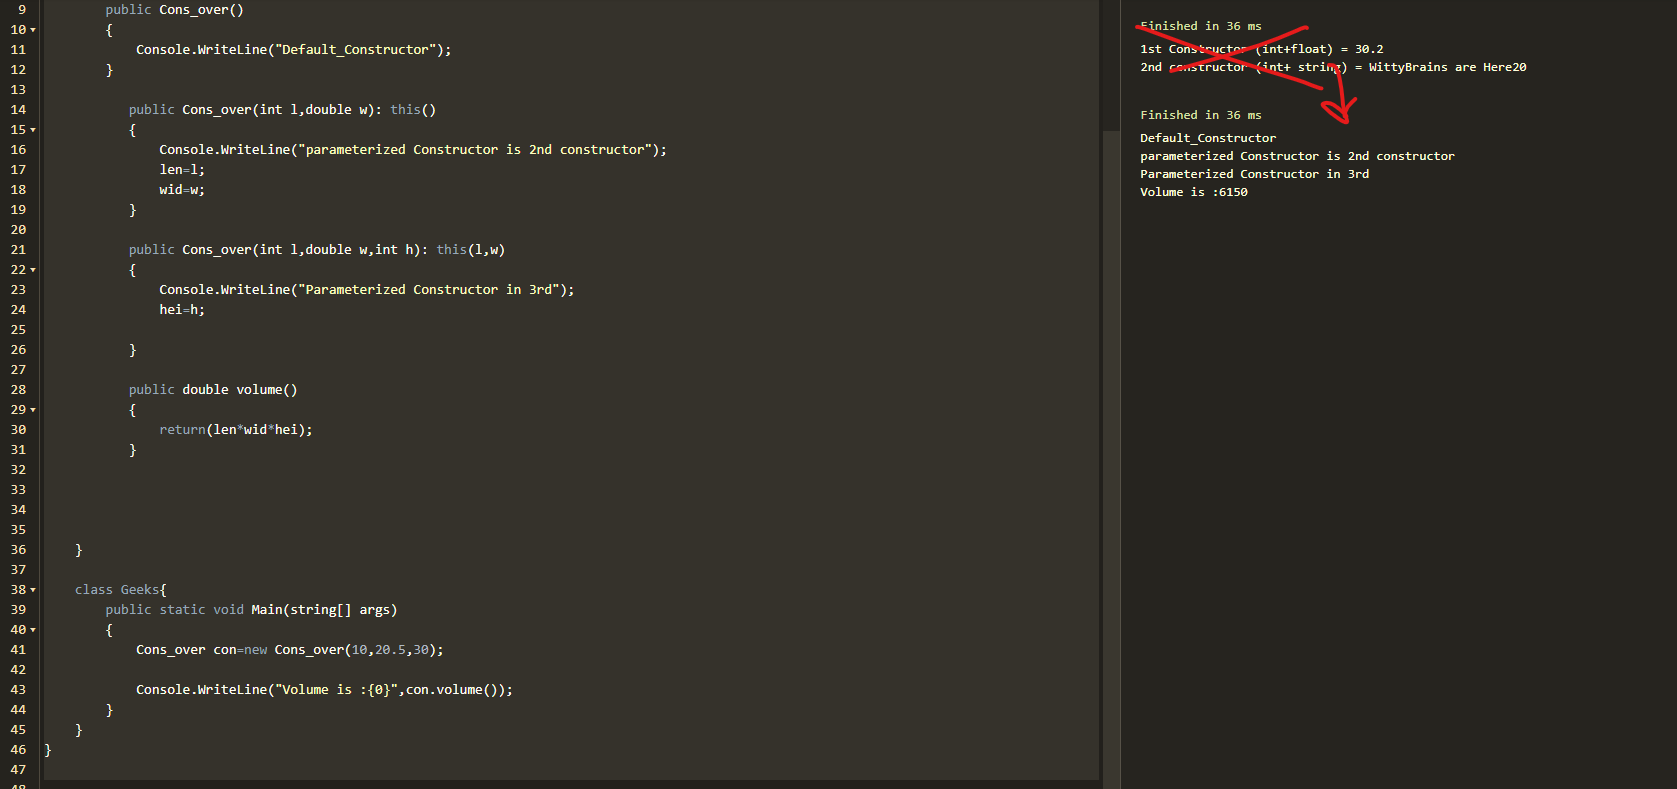 9 public Cons_over()
10 {
11 Console.WriteLine("Default_Constructor");
12 }
13
14 public Cons_over(int l,double w): this()
15 {
16 Console.WriteLine("parameterized Constructor is 2nd constructor");
17 len=l;
18 wid=w;
19 }
20
21 public Cons_over(int l,double w,int h): this(l,w)
22 {
23 Console.WriteLine("Parameterized Constructor in 3rd");
24 hei=h;
25
26 }
27
28 public double volume()
29 {
30 return(len*wid*hei);
31 }
32
33
34
35
36 }
37
38 class Geeks{
39 public static void Main(string[] args)
40 {
41 Cons_over con=new Cons_over(10,20.5,30);
42
43 Console.WriteLine("Volume is :{0}",con.volume());
44 }
45 }
46 }
47
48
Finished in 36 ms
1st Constructor (int+float) = 30.2
2nd constructor (int+ string) = WittyBrains are Here20
Finished in 36 ms
Default_Constructor
parameterized Constructor is 2nd constructor
Parameterized Constructor in 3rd
Volume is :6150